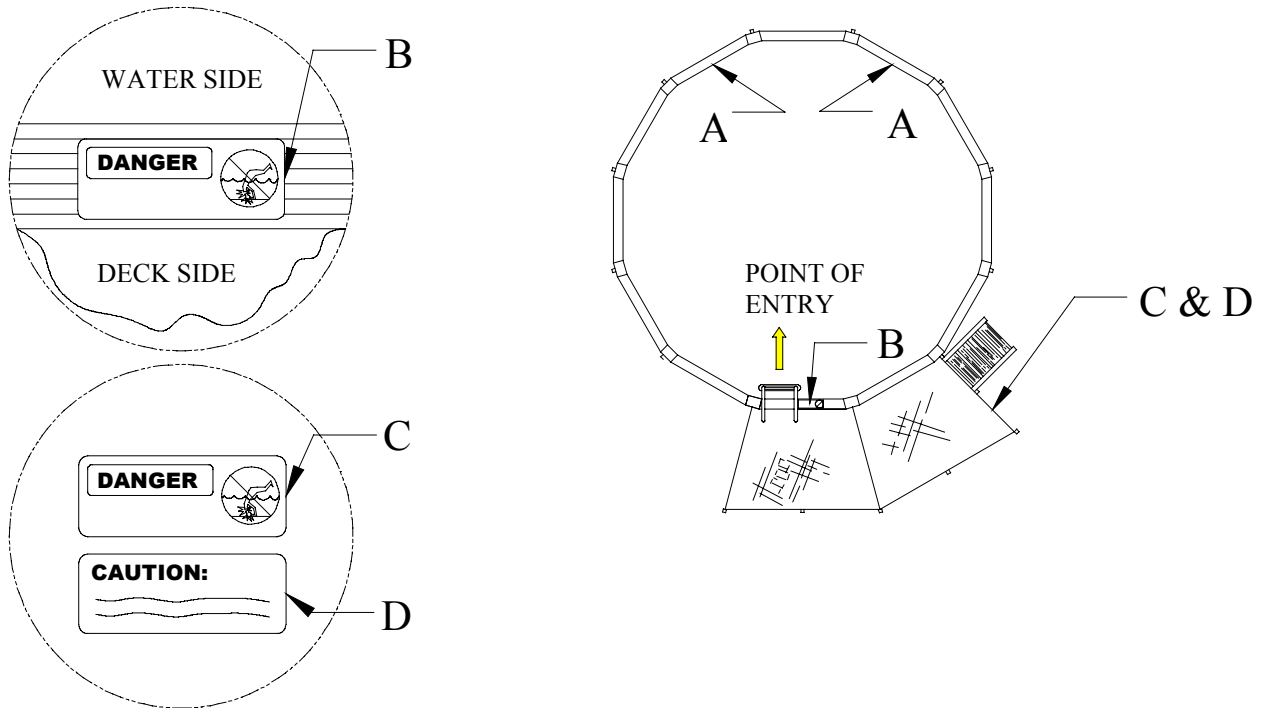 WATER SIDE
B
DANGER
DECK SIDE
C
DANGER
CAUTION:
D
A
A
POINT OF
ENTRY
B
C & D